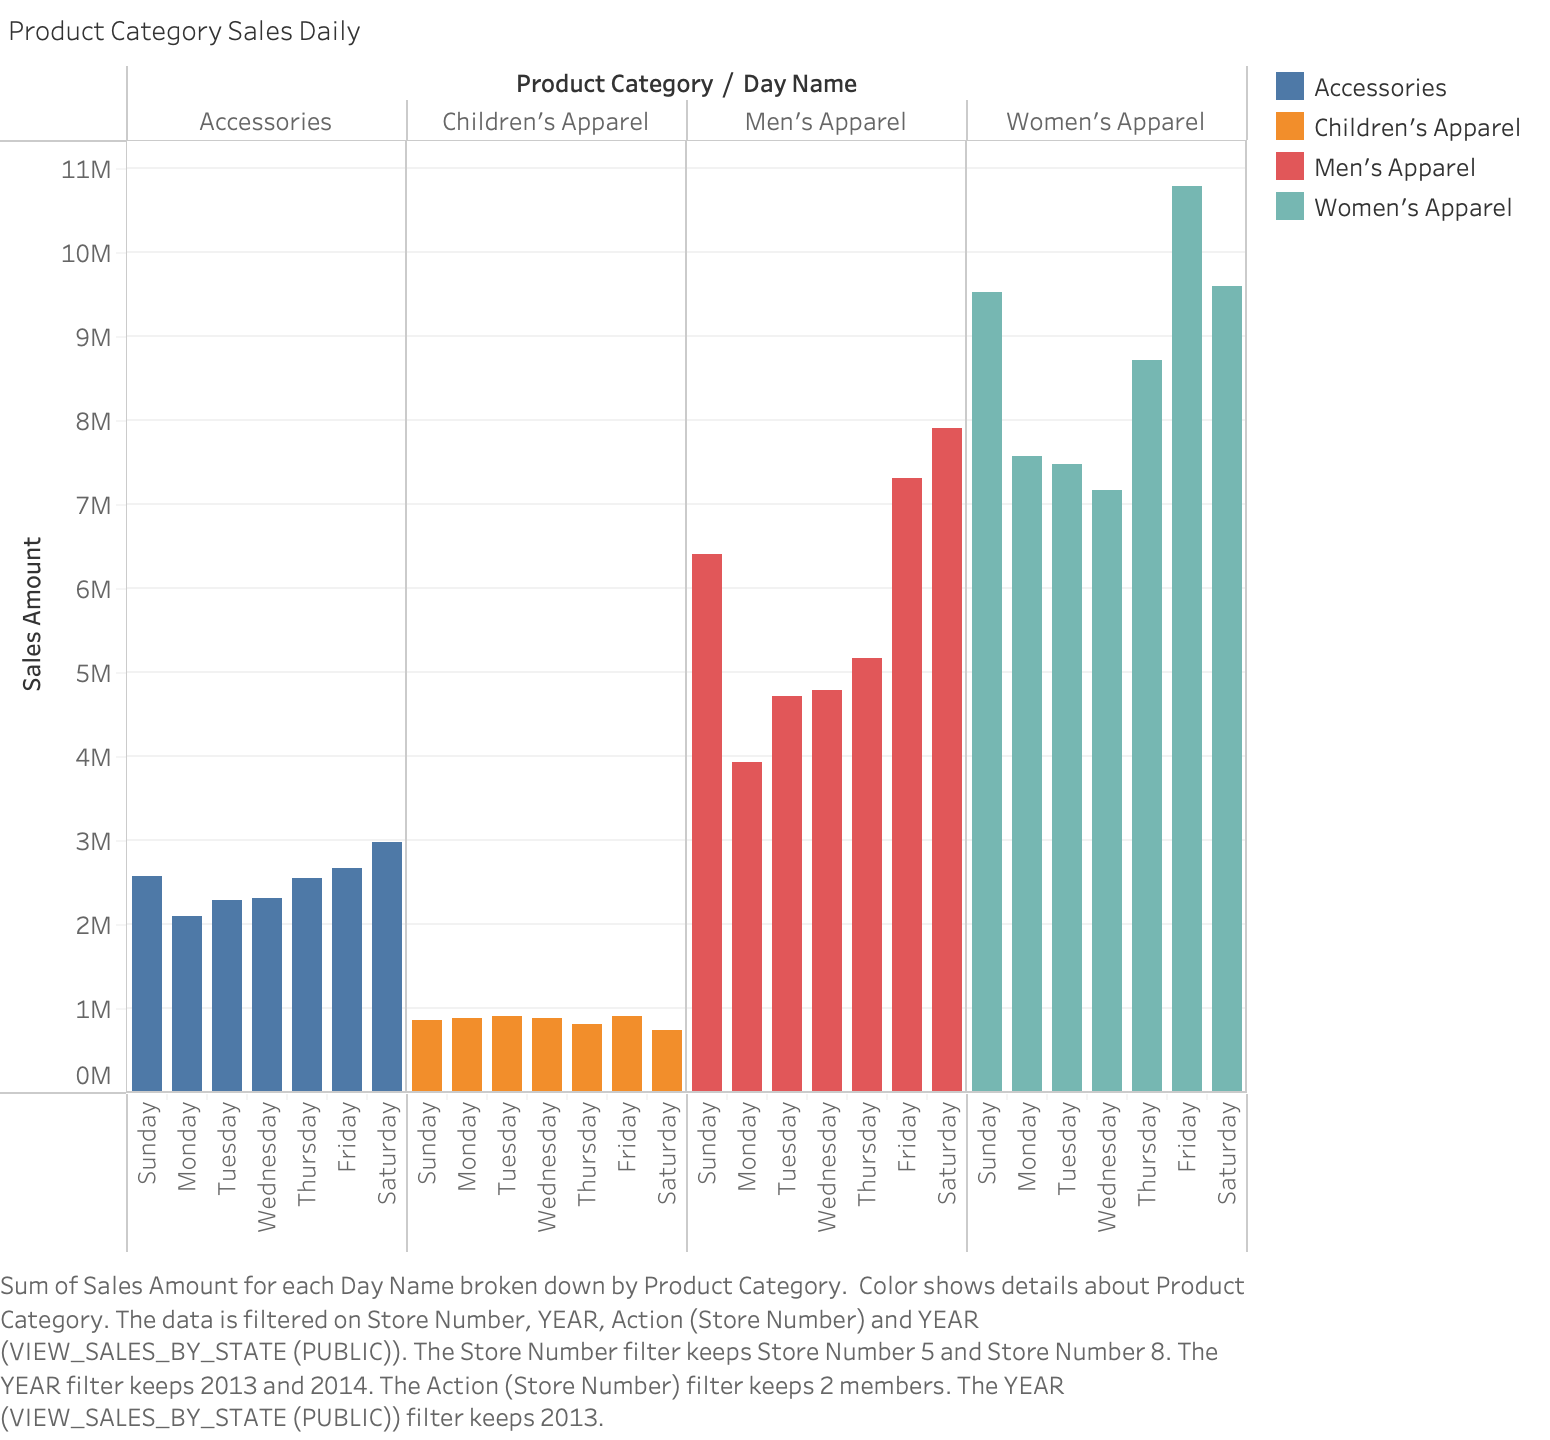 Product Category Sales Daily
Product Category / Day Name
Accessories
Children's Apparel
Men's Apparel
Women's Apparel
Accessories
Children's Apparel
Men's Apparel
Women's Apparel
Sales Amount
11M
10M
9M
8M
7M
6M
5M
4M
3M
2M
1M
0M
Sunday
Monday
Tuesday
Wednesday
Thursday
Friday
Saturday
Sunday
Monday
Tuesday
Wednesday
Thursday
Friday
Saturday
Sunday
Monday
Tuesday
Wednesday
Thursday
Friday
Saturday
Sunday
Monday
Tuesday
Wednesday
Thursday
Friday
Saturday
Sum of Sales Amount for each Day Name broken down by Product Category.  Color shows details about Product
Category. The data is filtered on Store Number, YEAR, Action (Store Number) and YEAR
(VIEW_SALES_BY_STATE (PUBLIC)). The Store Number filter keeps Store Number 5 and Store Number 8. The
YEAR filter keeps 2013 and 2014. The Action (Store Number) filter keeps 2 members. The YEAR
(VIEW_SALES_BY_STATE (PUBLIC)) filter keeps 2013.